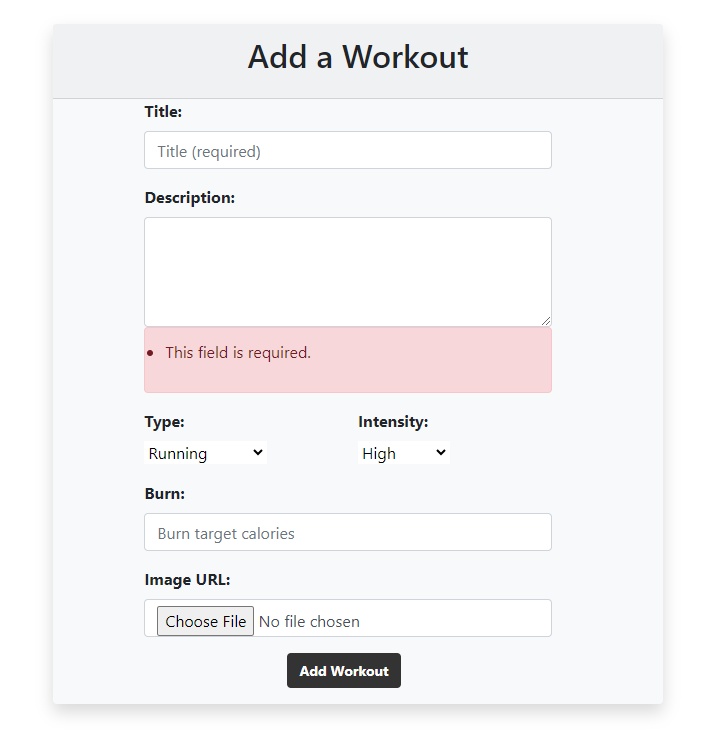 Add a Workout
Title:
Title (required)
Description:
This field is required.
Type: Intensity:
Running High
Burn:
Burn target calories
Image URL:
Choose File No file chosen
Add Workout